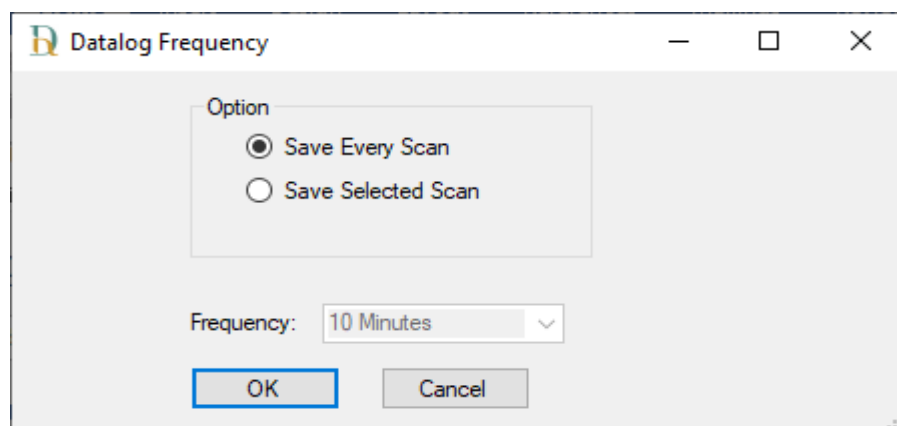 Datalog Frequency
Option
Save Every Scan
Save Selected Scan
Frequency: 10 Minutes
OK Cancel